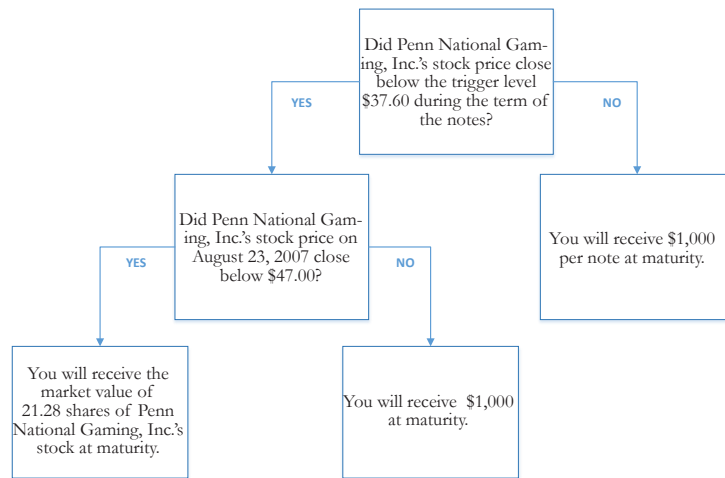 Did Penn National Gam-
ing, Inc.'s stock price close
below the trigger level
$37.60 during the term of
the notes?
YES
NO
Did Penn National Gam-
ing, Inc.'s stock price on
August 23, 2007 close
below $47.00?
You will receive $1,000
per note at maturity.
YES
NO
You will receive the
market value of
21.28 shares of Penn
National Gaming, Inc.'s
stock at maturity.
You will receive $1,000
at maturity.